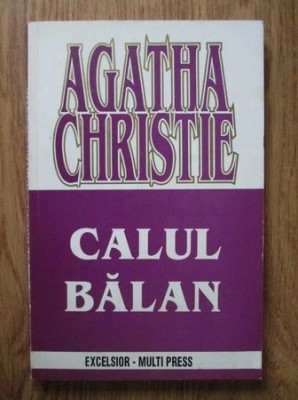 AGATHA
CHRISTIE
CALUL
BĂLAN
EXCELSIOR - MULTI PRESS